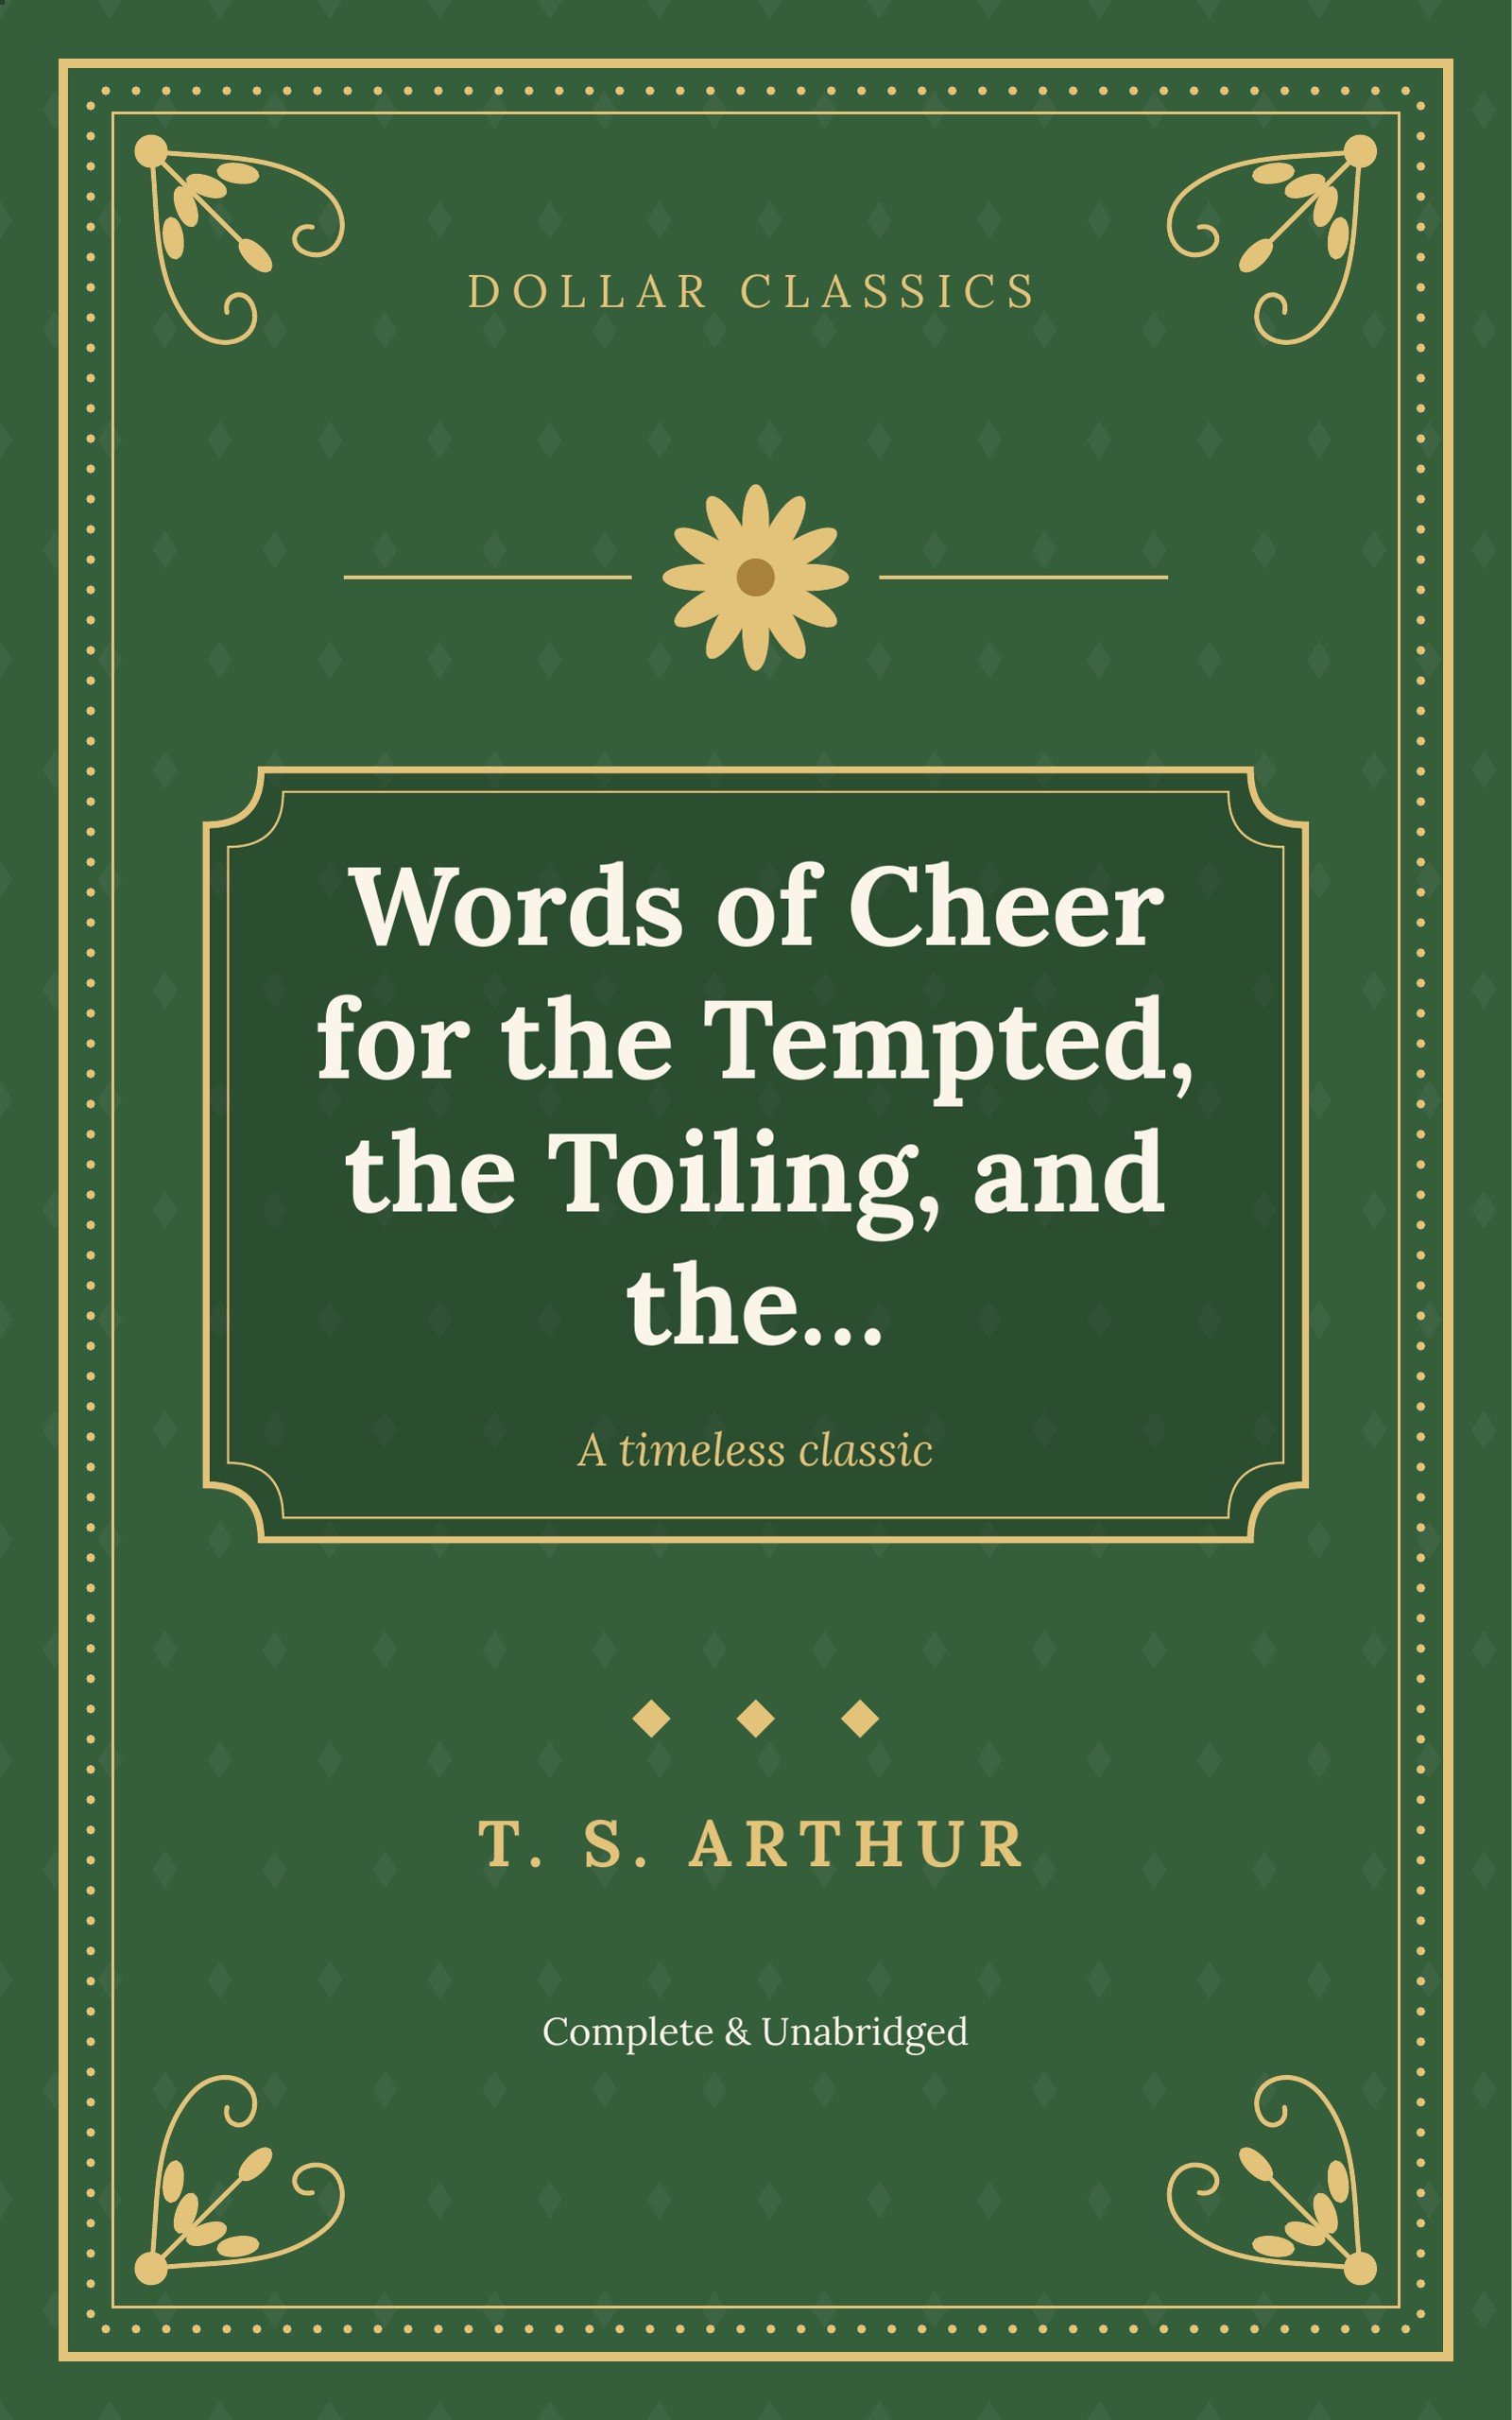 DOLLAR CLASSICS
Words of Cheer
for the Tempted,
the Toiling, and
the...
A timeless classic
T. S. ARTHUR
Complete & Unabridged